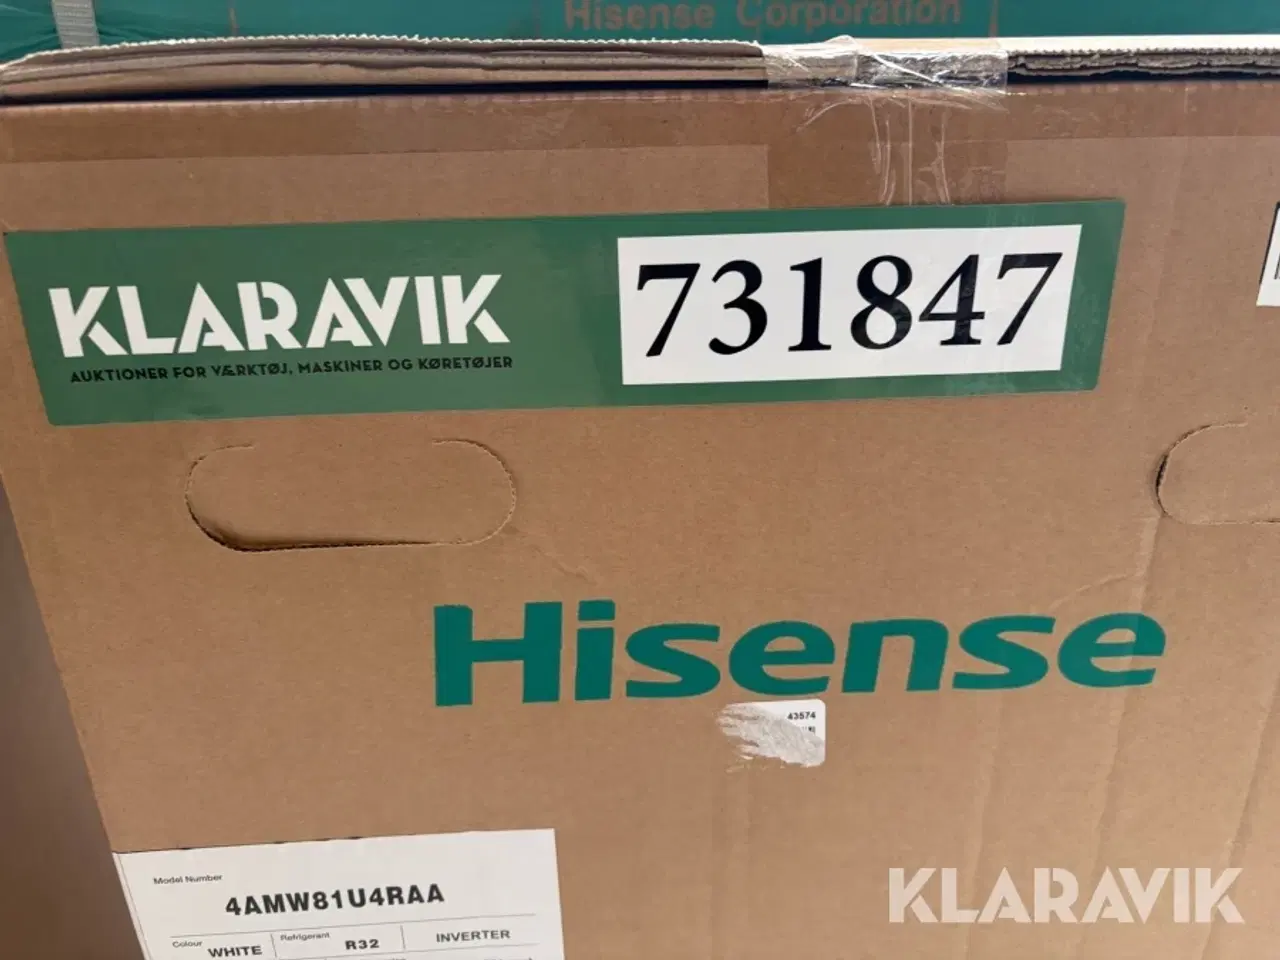 Hisense Corporation
KLARAVIK
AUKTIONER FOR VÆRKTØJ, MASKINER OG KØRETØJER
731847
Hisense
43574
Model Number
4AMW81U4RAA
Colour WHITE Refrigerant R32 INVERTER
KLARAVIK